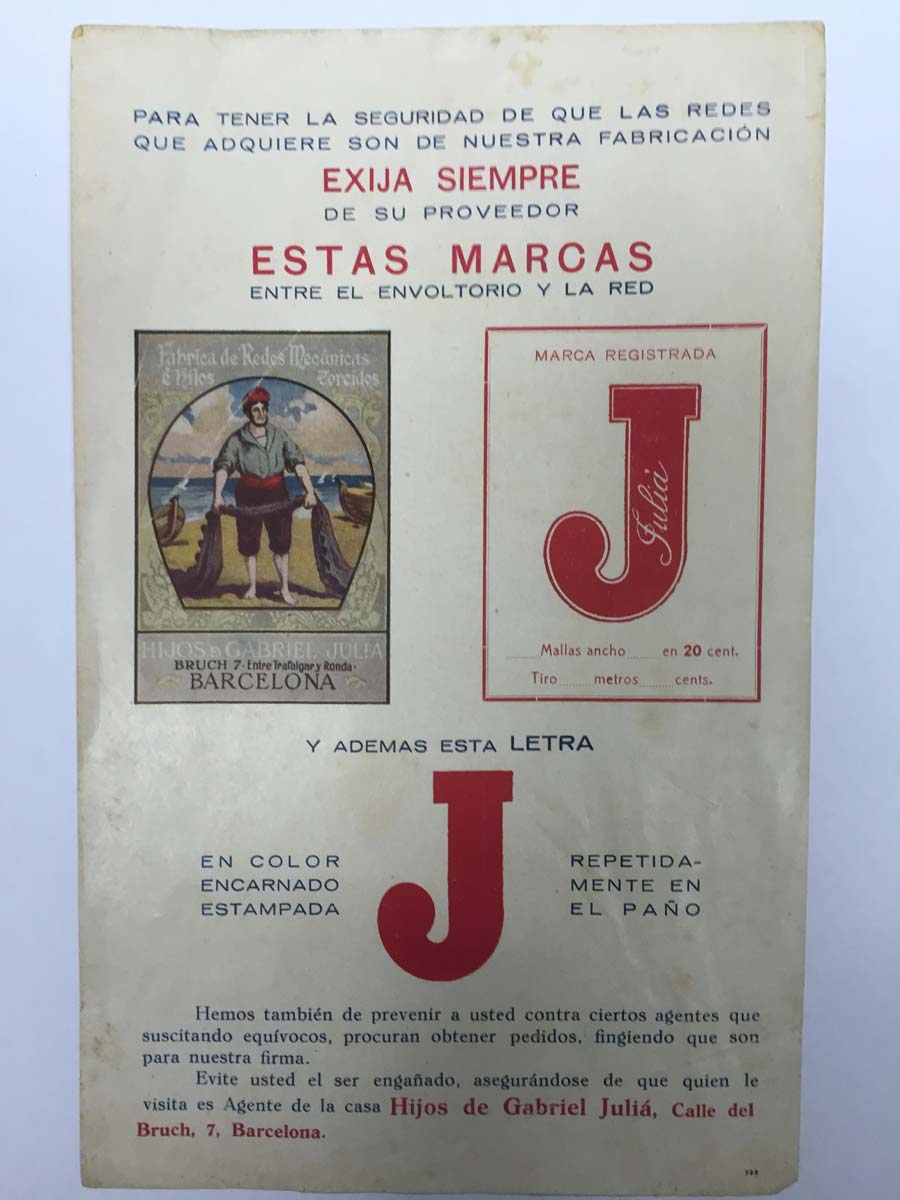 PARA TENER LA SEGURIDAD DE QUE LAS REDES
QUE ADQUIERE SON DE NUESTRA FABRICACIÓN
EXIJA SIEMPRE
DE SU PROVEEDOR
ESTAS MARCAS
ENTRE EL ENVOLTORIO Y LA RED
Fabrica de Redes Mecánicas
é Hilos Torcidos
HIJOS D GABRIEL JULIA
BRUCH 7 · Entre Trafalgar y Ronda ·
BARCELONA
MARCA REGISTRADA
J
Juliá
Mallas ancho en 20 cent.
Tiro metros cents.
Y ADEMAS ESTA LETRA
J
EN COLOR
ENCARNADO
ESTAMPADA
REPETIDA-
MENTE EN
EL PAÑO
Hemos también de prevenir a usted contra ciertos agentes que
suscitando equívocos, procuran obtener pedidos, fingiendo que son
para nuestra firma.
Evite usted el ser engañado, asegurándose de que quien le
visita es Agente de la casa Hijos de Gabriel Juliá, Calle del
Bruch, 7, Barcelona.